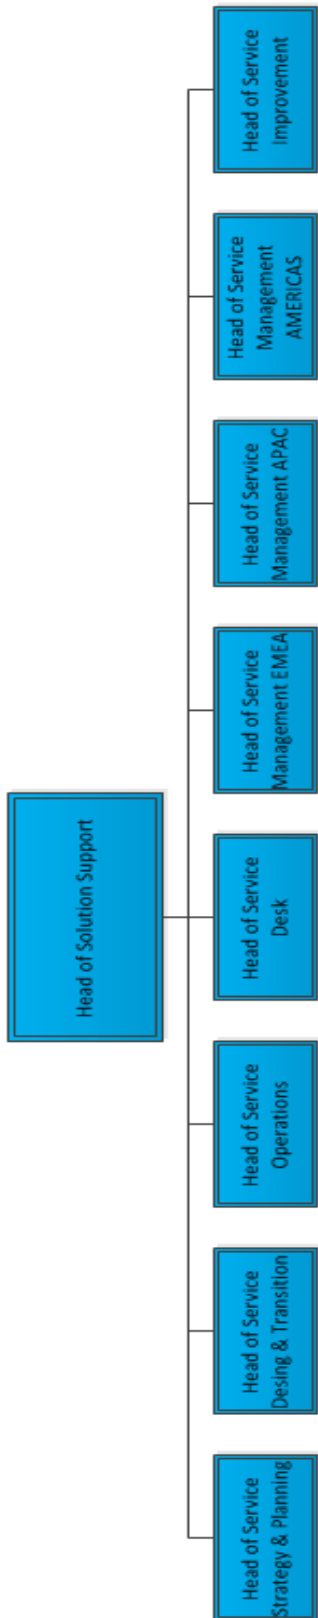 Head of Solution Support
Head of Service
Strategy & Planning
Head of Service
Desing & Transition
Head of Service
Operations
Head of Service
Desk
Head of Service
Management EMEA
Head of Service
Management APAC
Head of Service
Management
AMERICAS
Head of Service
Improvement